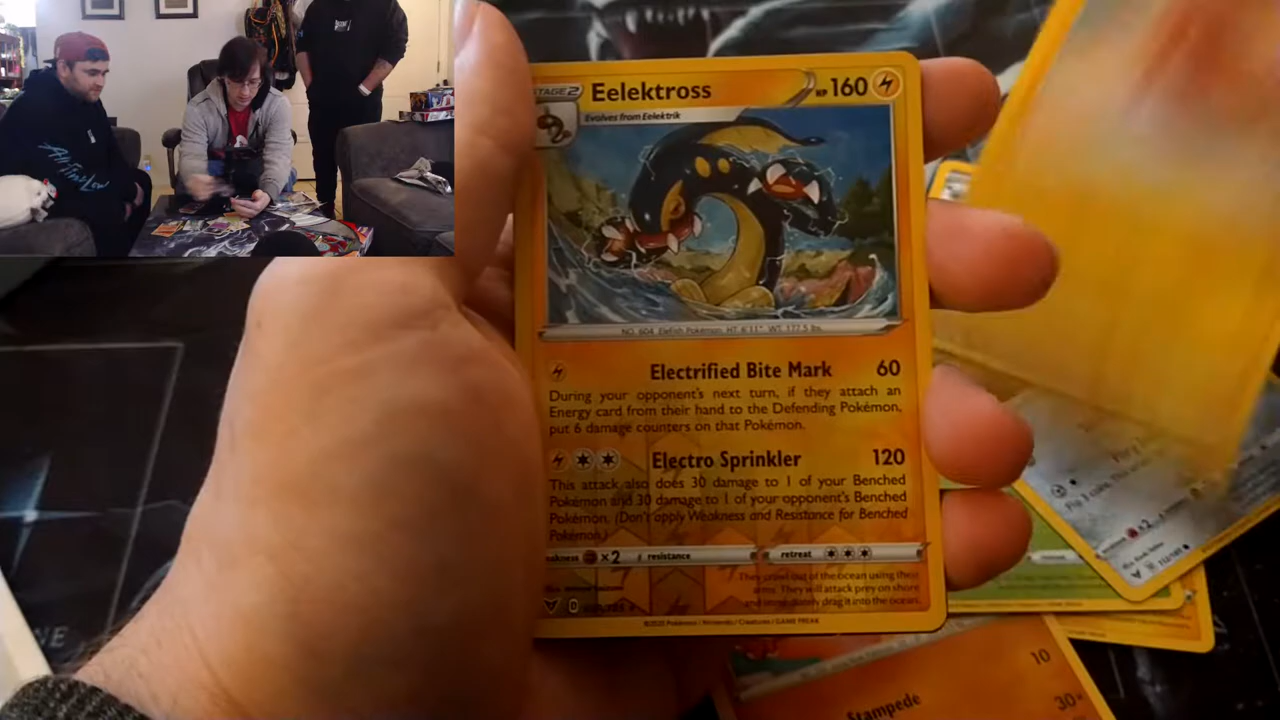 STAGE 2
Eelektross
HP 160
Evolves from Eelektrik
NO. 604 EleFish Pokémon HT 6'11" WT 177.5 lbs.
Electrified Bite Mark 60
During your opponent's next turn, if they attach an
Energy card from their hand to the Defending Pokémon,
put 6 damage counters on that Pokémon.
Electro Sprinkler 120
This attack also does 30 damage to 1 of your Benched
Pokémon and 30 damage to 1 of your opponent's Benched
Pokémon. (Don't apply Weakness and Resistance for Benched
Pokémon.)
×2 resistance retreat
They crawl out of the ocean using their
arms. They will attack prey on shore
and immediately drag it into the ocean.
©2020 Pokémon / Nintendo / Creatures / GAME FREAK
Flip 3 coins.
×2
10
Stampede
30×